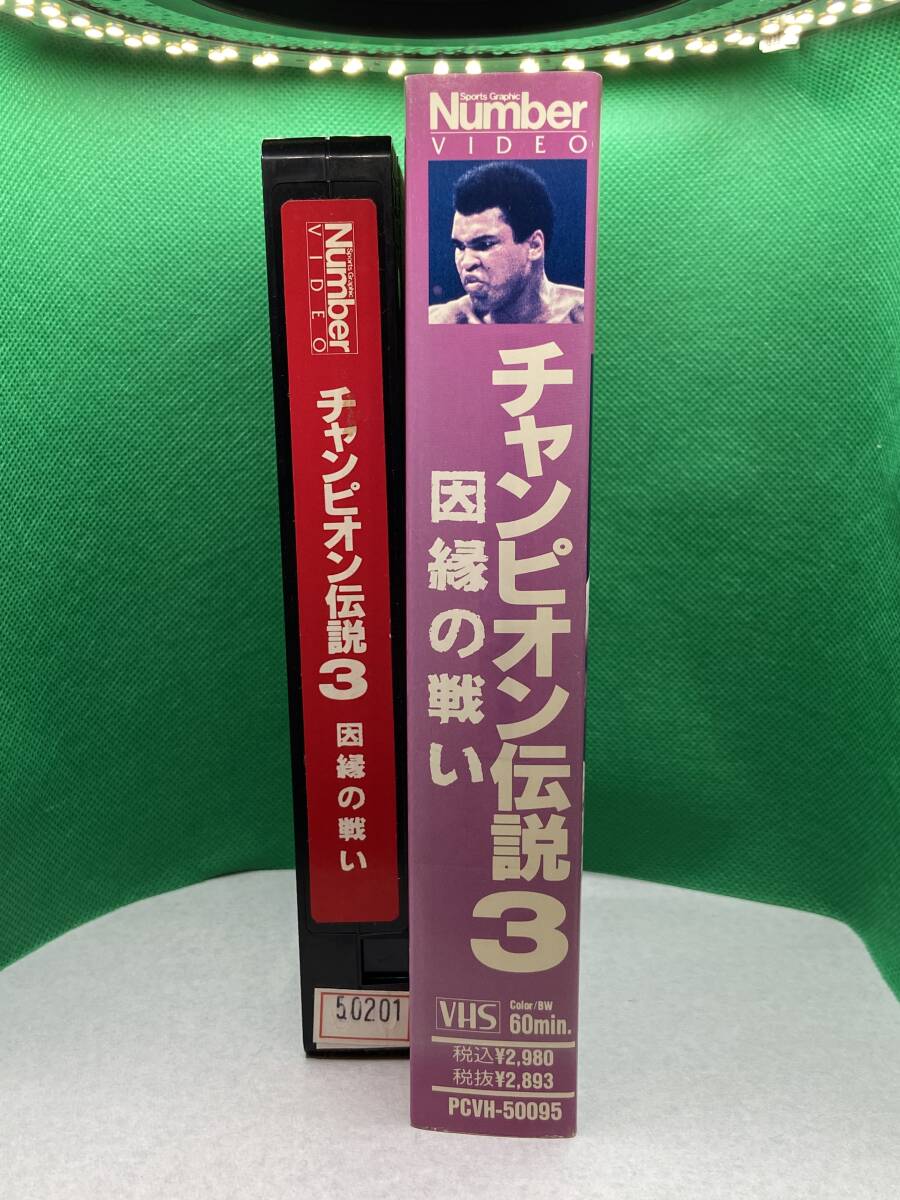 Sports Graphic
Number
VIDEO
チャンピオン伝説3
因縁の戦い
50201
Sports Graphic
Number
VIDEO
チャンピオン伝説3
因縁の戦い
VHS
Color/BW
60min.
税込¥2,980
税抜¥2,893
PCVH-50095